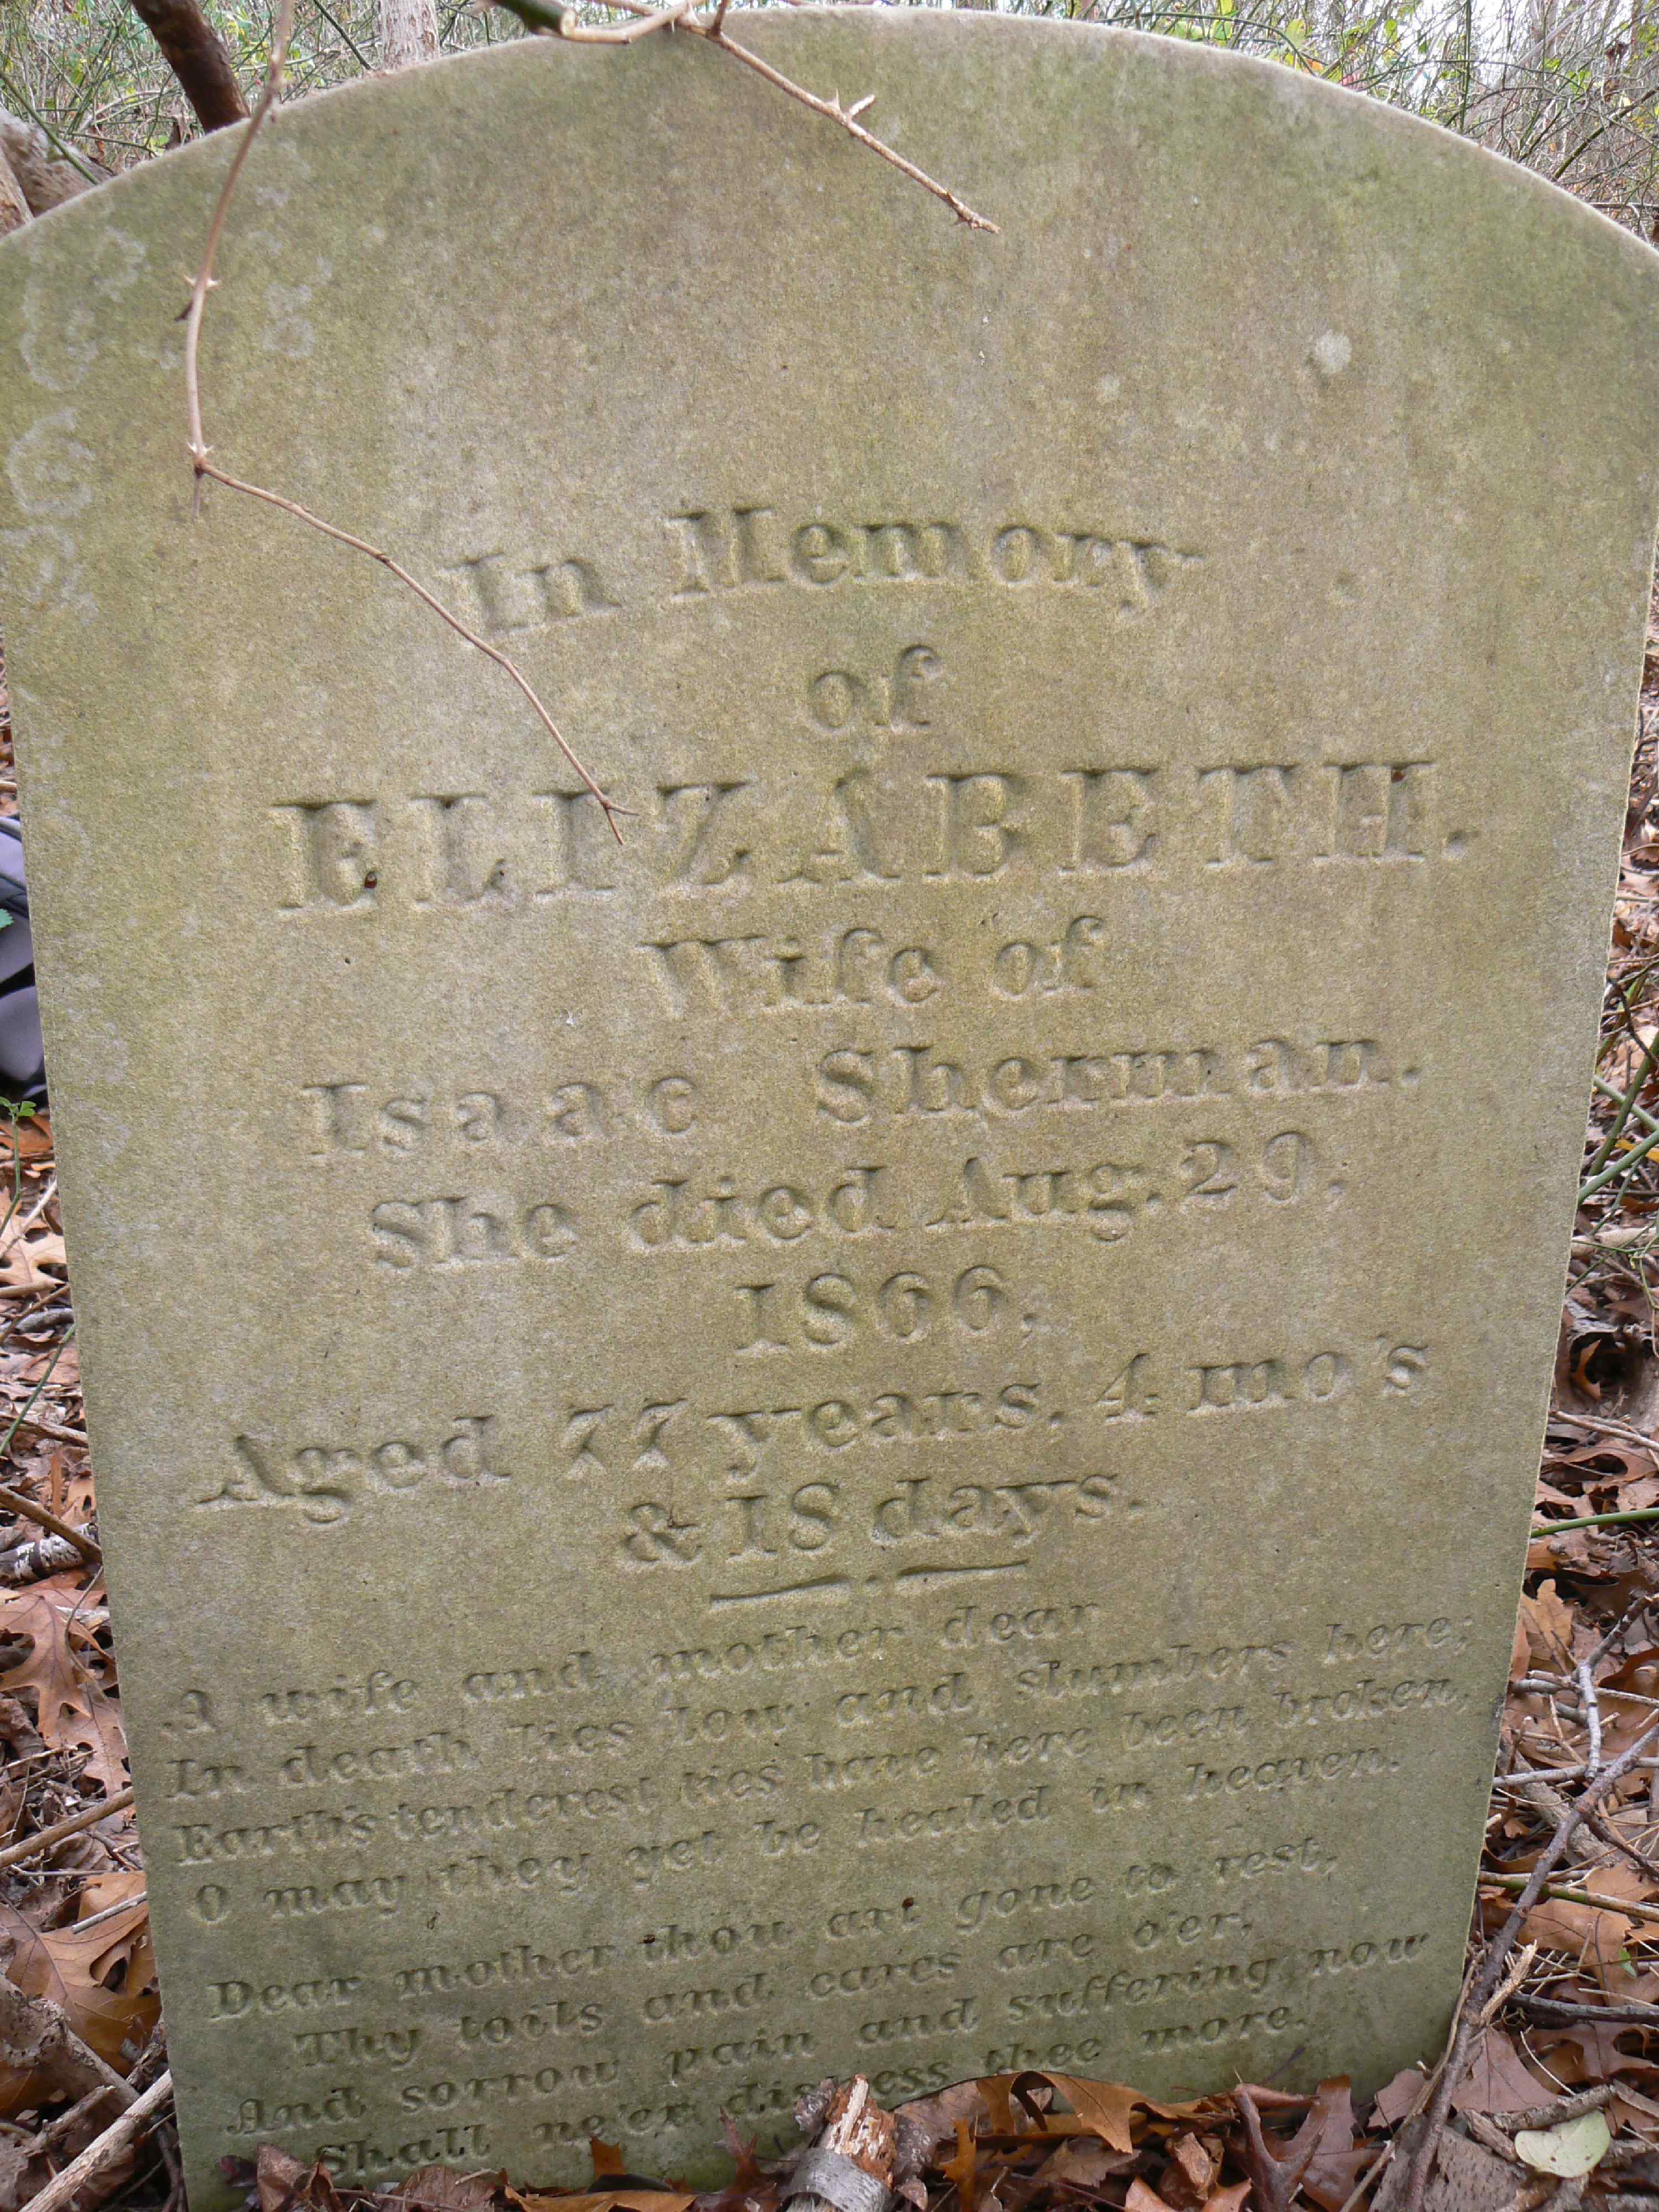 In Memory
of
ELIZABETH.
Wife of
Isaac Sherman.
She died Aug. 29,
1866,
Aged 77 years, 4 mo's
& 18 days.
A wife and mother dear
In death lies low and slumbers here;
Earth's tenderest ties have here been broken,
O may they yet be healed in heaven.
Dear mother thou art gone to rest,
Thy toils and cares are o'er,
And sorrow pain and suffering now
Shall ne'er distress thee more.